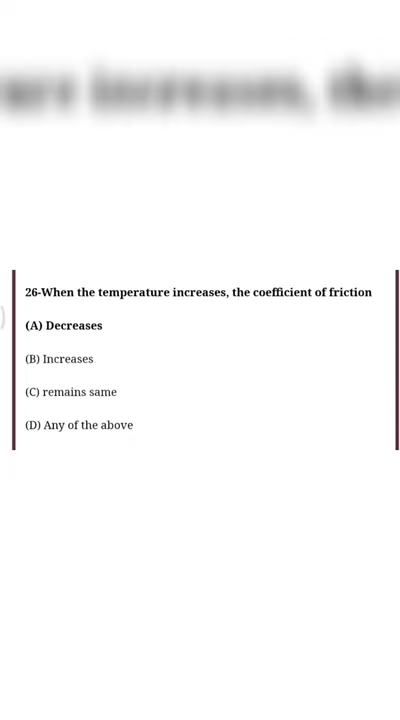 26-When the temperature increases, the coefficient of friction
(A) Decreases
(B) Increases
(C) remains same
(D) Any of the above